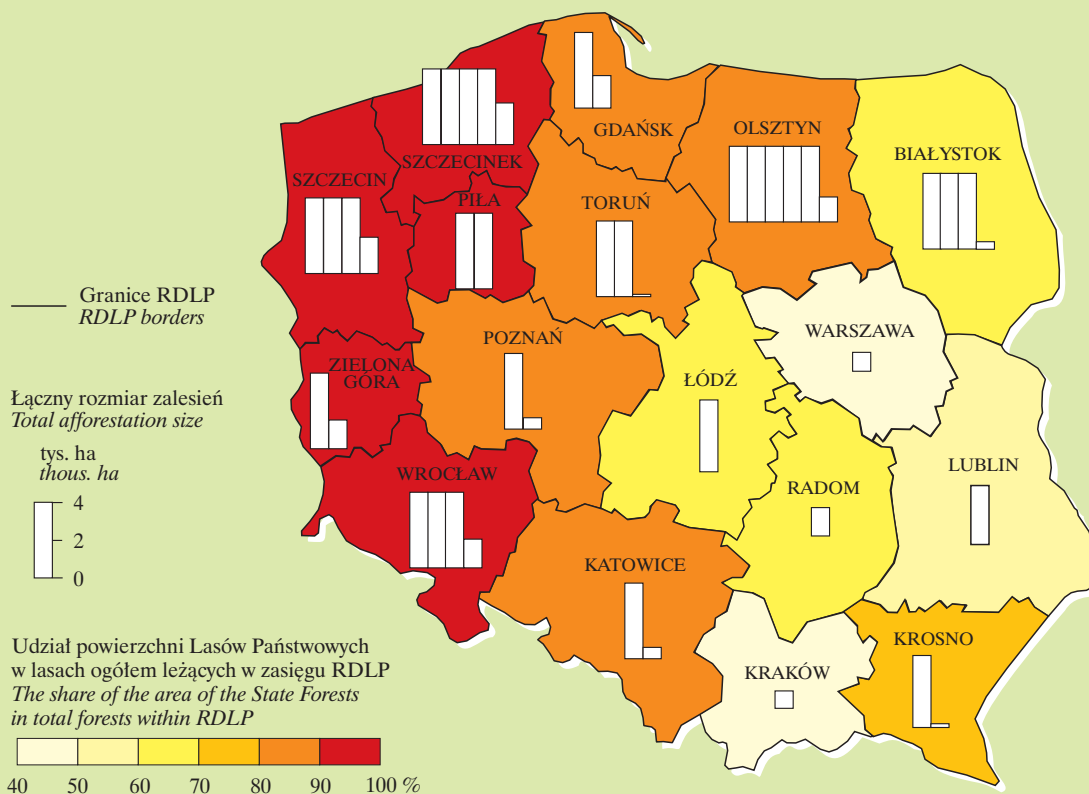 GDAŃSK
OLSZTYN
SZCZECINEK
BIAŁYSTOK
SZCZECIN
PIŁA
TORUŃ
Granice RDLP
RDLP borders
WARSZAWA
POZNAŃ
ZIELONA
GÓRA
ŁÓDŹ
Łączny rozmiar zalesień
Total afforestation size
tys. ha
thous. ha
4
2
0
WROCŁAW
LUBLIN
RADOM
KATOWICE
KROSNO
KRAKÓW
Udział powierzchni Lasów Państwowych
w lasach ogółem leżących w zasięgu RDLP
The share of the area of the State Forests
in total forests within RDLP
40 50 60 70 80 90 100 %